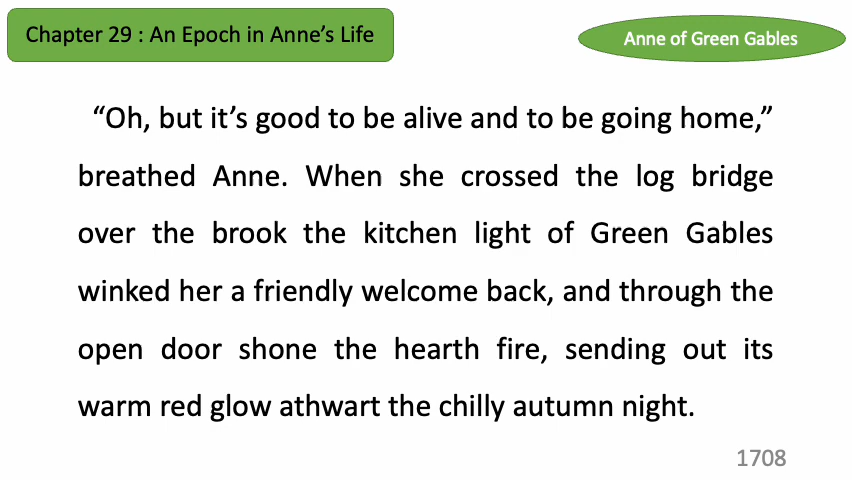 Chapter 29 : An Epoch in Anne’s Life
Anne of Green Gables
“Oh, but it’s good to be alive and to be going home,”
breathed Anne. When she crossed the log bridge
over the brook the kitchen light of Green Gables
winked her a friendly welcome back, and through the
open door shone the hearth fire, sending out its
warm red glow athwart the chilly autumn night.
1708